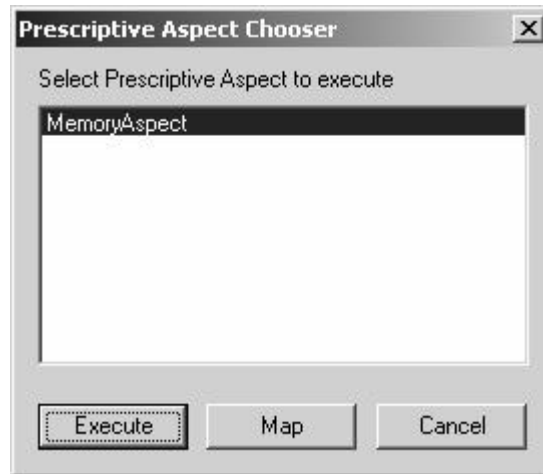 Prescriptive Aspect Chooser
Select Prescriptive Aspect to execute
MemoryAspect
Execute Map Cancel